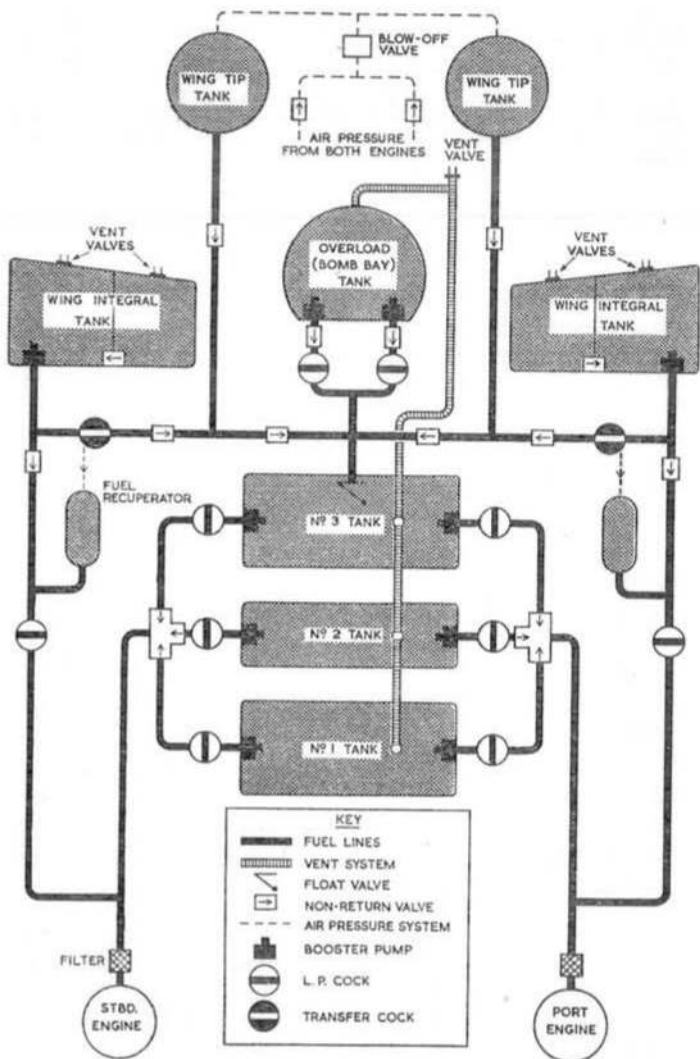 BLOW-OFF
VALVE
WING TIP
TANK
WING TIP
TANK
AIR PRESSURE
FROM BOTH ENGINES
VENT
VALVE
VENT
VALVES
OVERLOAD
(BOMB BAY)
TANK
VENT
VALVES
WING INTEGRAL
TANK
WING INTEGRAL
TANK
FUEL
RECUPERATOR
Nº 3 TANK
Nº 2 TANK
Nº 1 TANK
KEY
FUEL LINES
VENT SYSTEM
FLOAT VALVE
NON-RETURN VALVE
AIR PRESSURE SYSTEM
BOOSTER PUMP
L.P. COCK
TRANSFER COCK
FILTER
STBD.
ENGINE
PORT
ENGINE